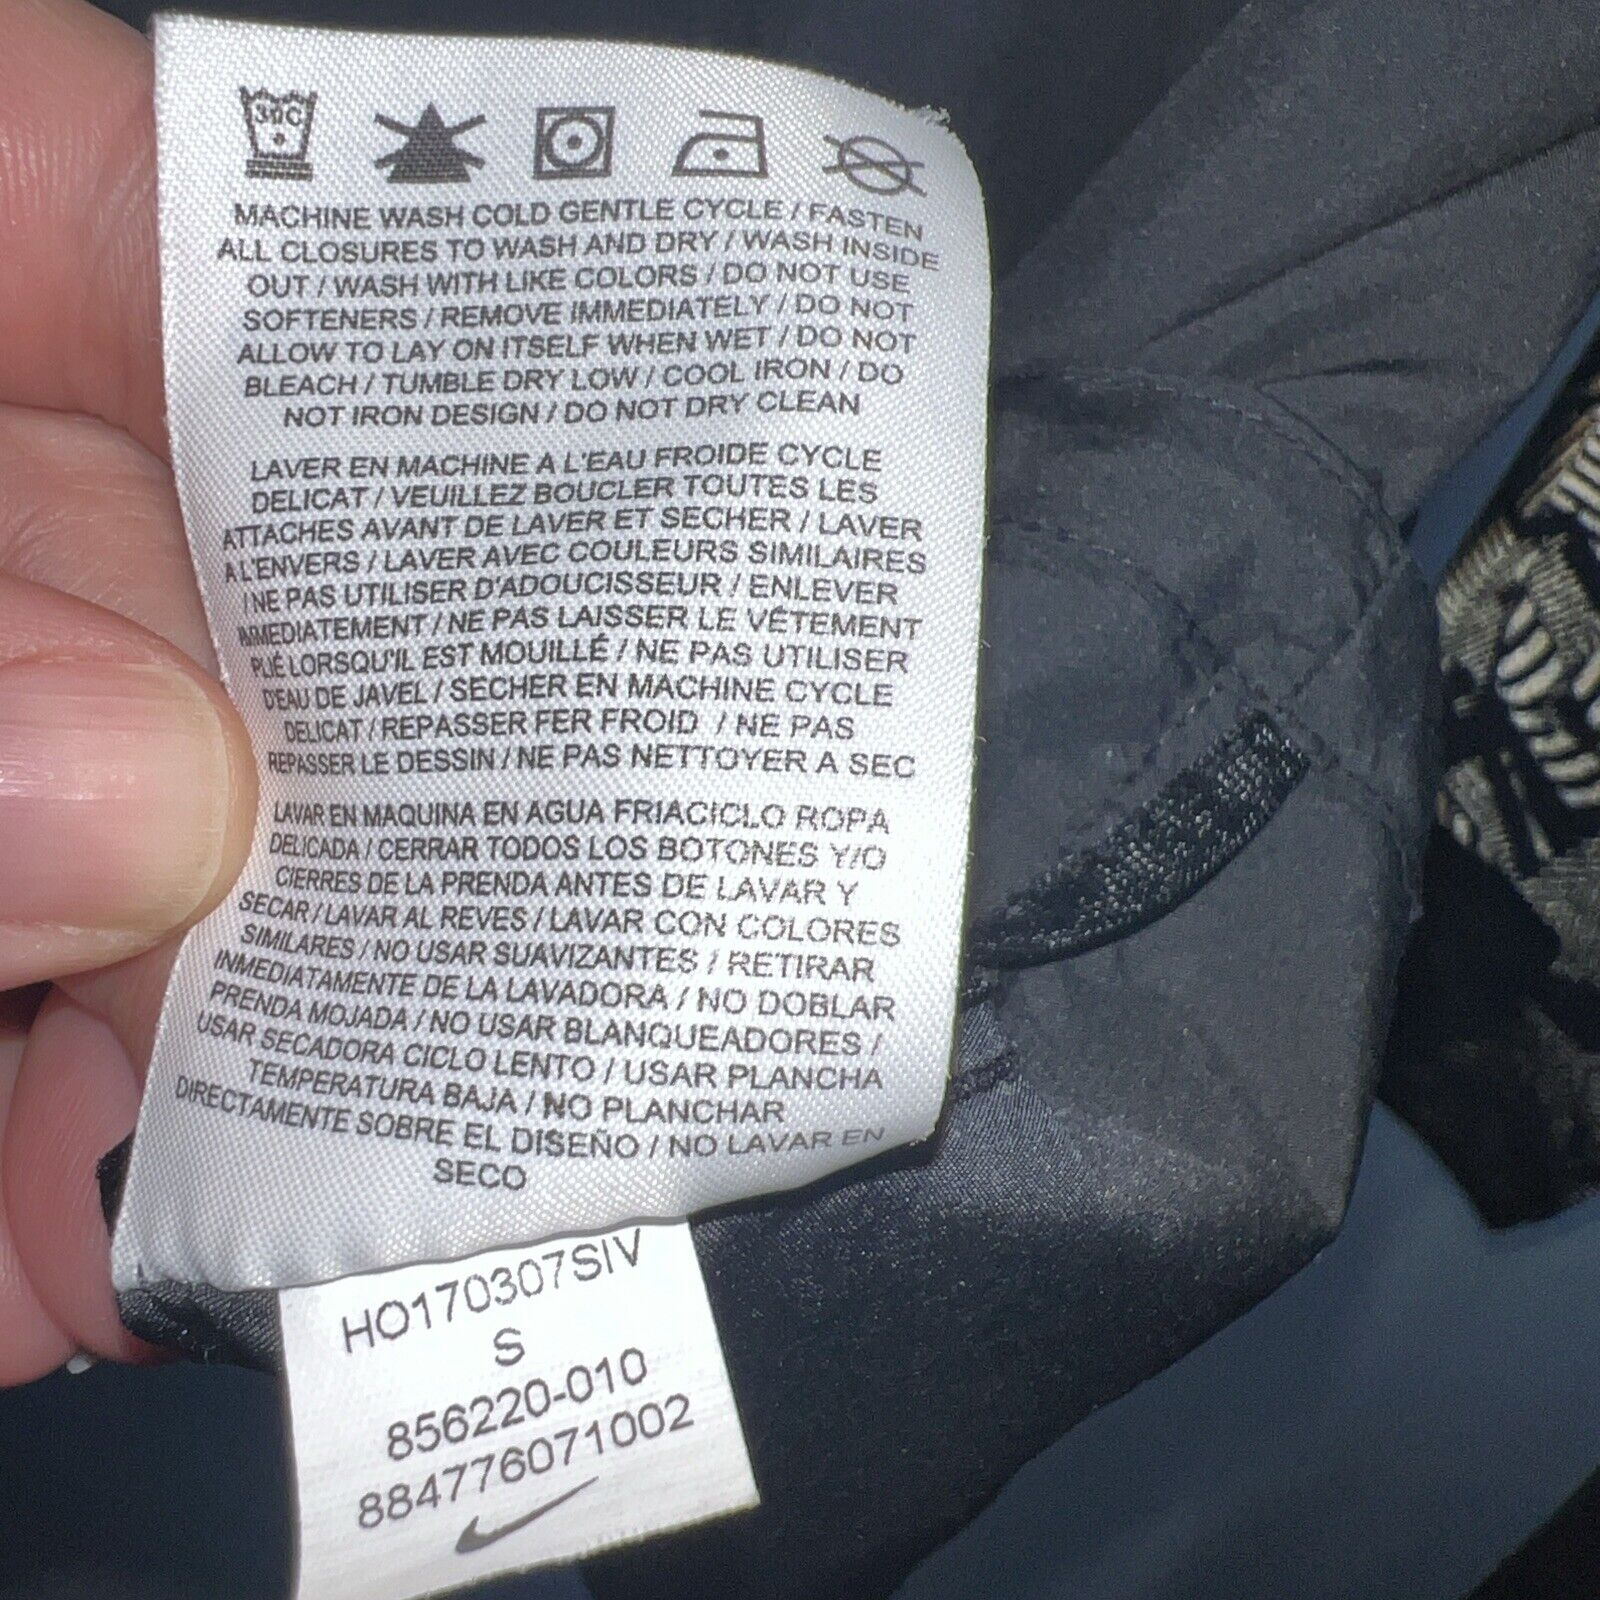 30C
MACHINE WASH COLD GENTLE CYCLE / FASTEN
ALL CLOSURES TO WASH AND DRY / WASH INSIDE
OUT / WASH WITH LIKE COLORS / DO NOT USE
SOFTENERS / REMOVE IMMEDIATELY / DO NOT
ALLOW TO LAY ON ITSELF WHEN WET / DO NOT
BLEACH / TUMBLE DRY LOW / COOL IRON / DO
NOT IRON DESIGN / DO NOT DRY CLEAN
LAVER EN MACHINE A L'EAU FROIDE CYCLE
DELICAT / VEUILLEZ BOUCLER TOUTES LES
ATTACHES AVANT DE LAVER ET SECHER / LAVER
A L'ENVERS / LAVER AVEC COULEURS SIMILAIRES
/ NE PAS UTILISER D'ADOUCISSEUR / ENLEVER
IMMEDIATEMENT / NE PAS LAISSER LE VÉTEMENT
PLIÉ LORSQU'IL EST MOUILLÉ / NE PAS UTILISER
D'EAU DE JAVEL / SECHER EN MACHINE CYCLE
DELICAT / REPASSER FER FROID / NE PAS
REPASSER LE DESSIN / NE PAS NETTOYER A SEC
LAVAR EN MAQUINA EN AGUA FRIACICLO ROPA
DELICADA / CERRAR TODOS LOS BOTONES Y/O
CIERRES DE LA PRENDA ANTES DE LAVAR Y
SECAR / LAVAR AL REVES / LAVAR CON COLORES
SIMILARES / NO USAR SUAVIZANTES / RETIRAR
INMEDIATAMENTE DE LA LAVADORA / NO DOBLAR
PRENDA MOJADA / NO USAR BLANQUEADORES /
USAR SECADORA CICLO LENTO / USAR PLANCHA
TEMPERATURA BAJA / NO PLANCHAR
DIRECTAMENTE SOBRE EL DISEÑO / NO LAVAR EN
SECO
HO170307SIV
S
856220-010
884776071002